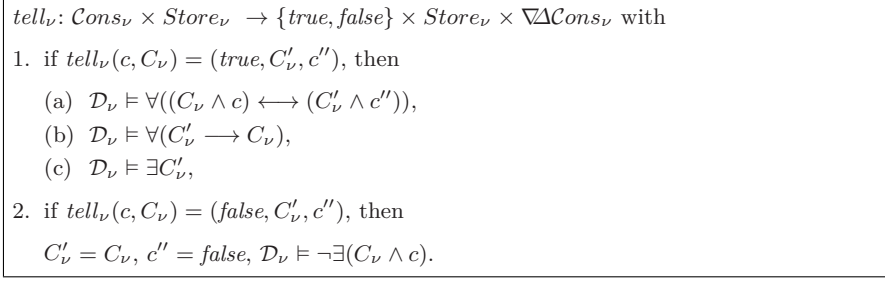 tell_ν: Cons_ν × Store_ν → {true, false} × Store_ν × ∇ΔCons_ν with
1. if tell_ν(c, C_ν) = (true, C′_ν, c″), then
(a) D_ν ⊨ ∀((C_ν ∧ c) ⟷ (C′_ν ∧ c″)),
(b) D_ν ⊨ ∀(C′_ν ⟶ C_ν),
(c) D_ν ⊨ ∃C′_ν,
2. if tell_ν(c, C_ν) = (false, C′_ν, c″), then
C′_ν = C_ν, c″ = false, D_ν ⊨ ¬∃(C_ν ∧ c).